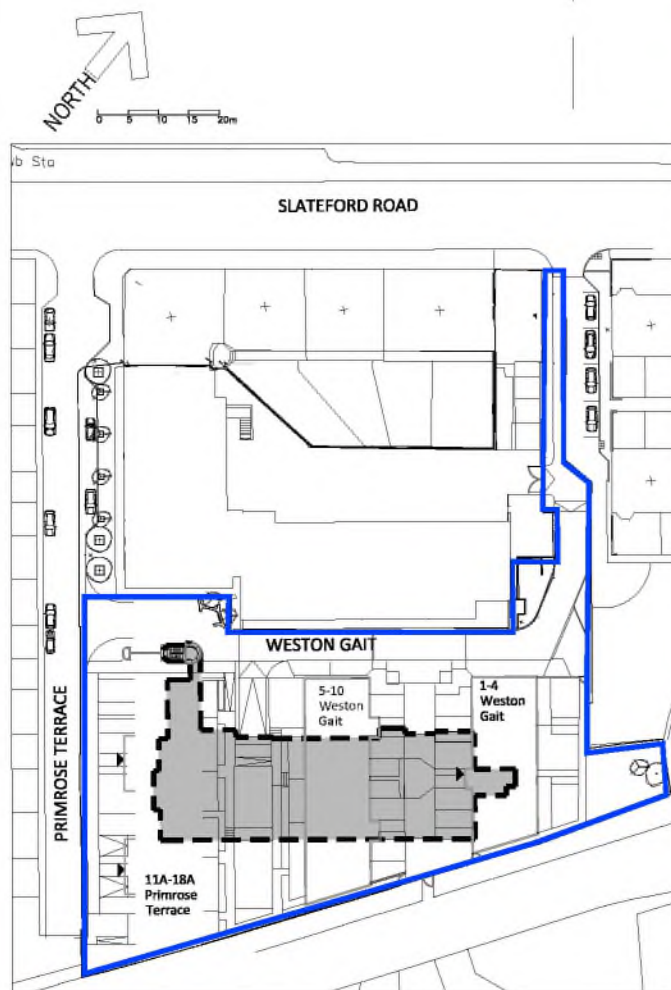 NORTH
0 5 10 15 20m
ub Sta
SLATEFORD ROAD
WESTON GAIT
5-10
Weston
Gait
1-4
Weston
Gait
PRIMROSE TERRACE
11A-18A
Primrose
Terrace